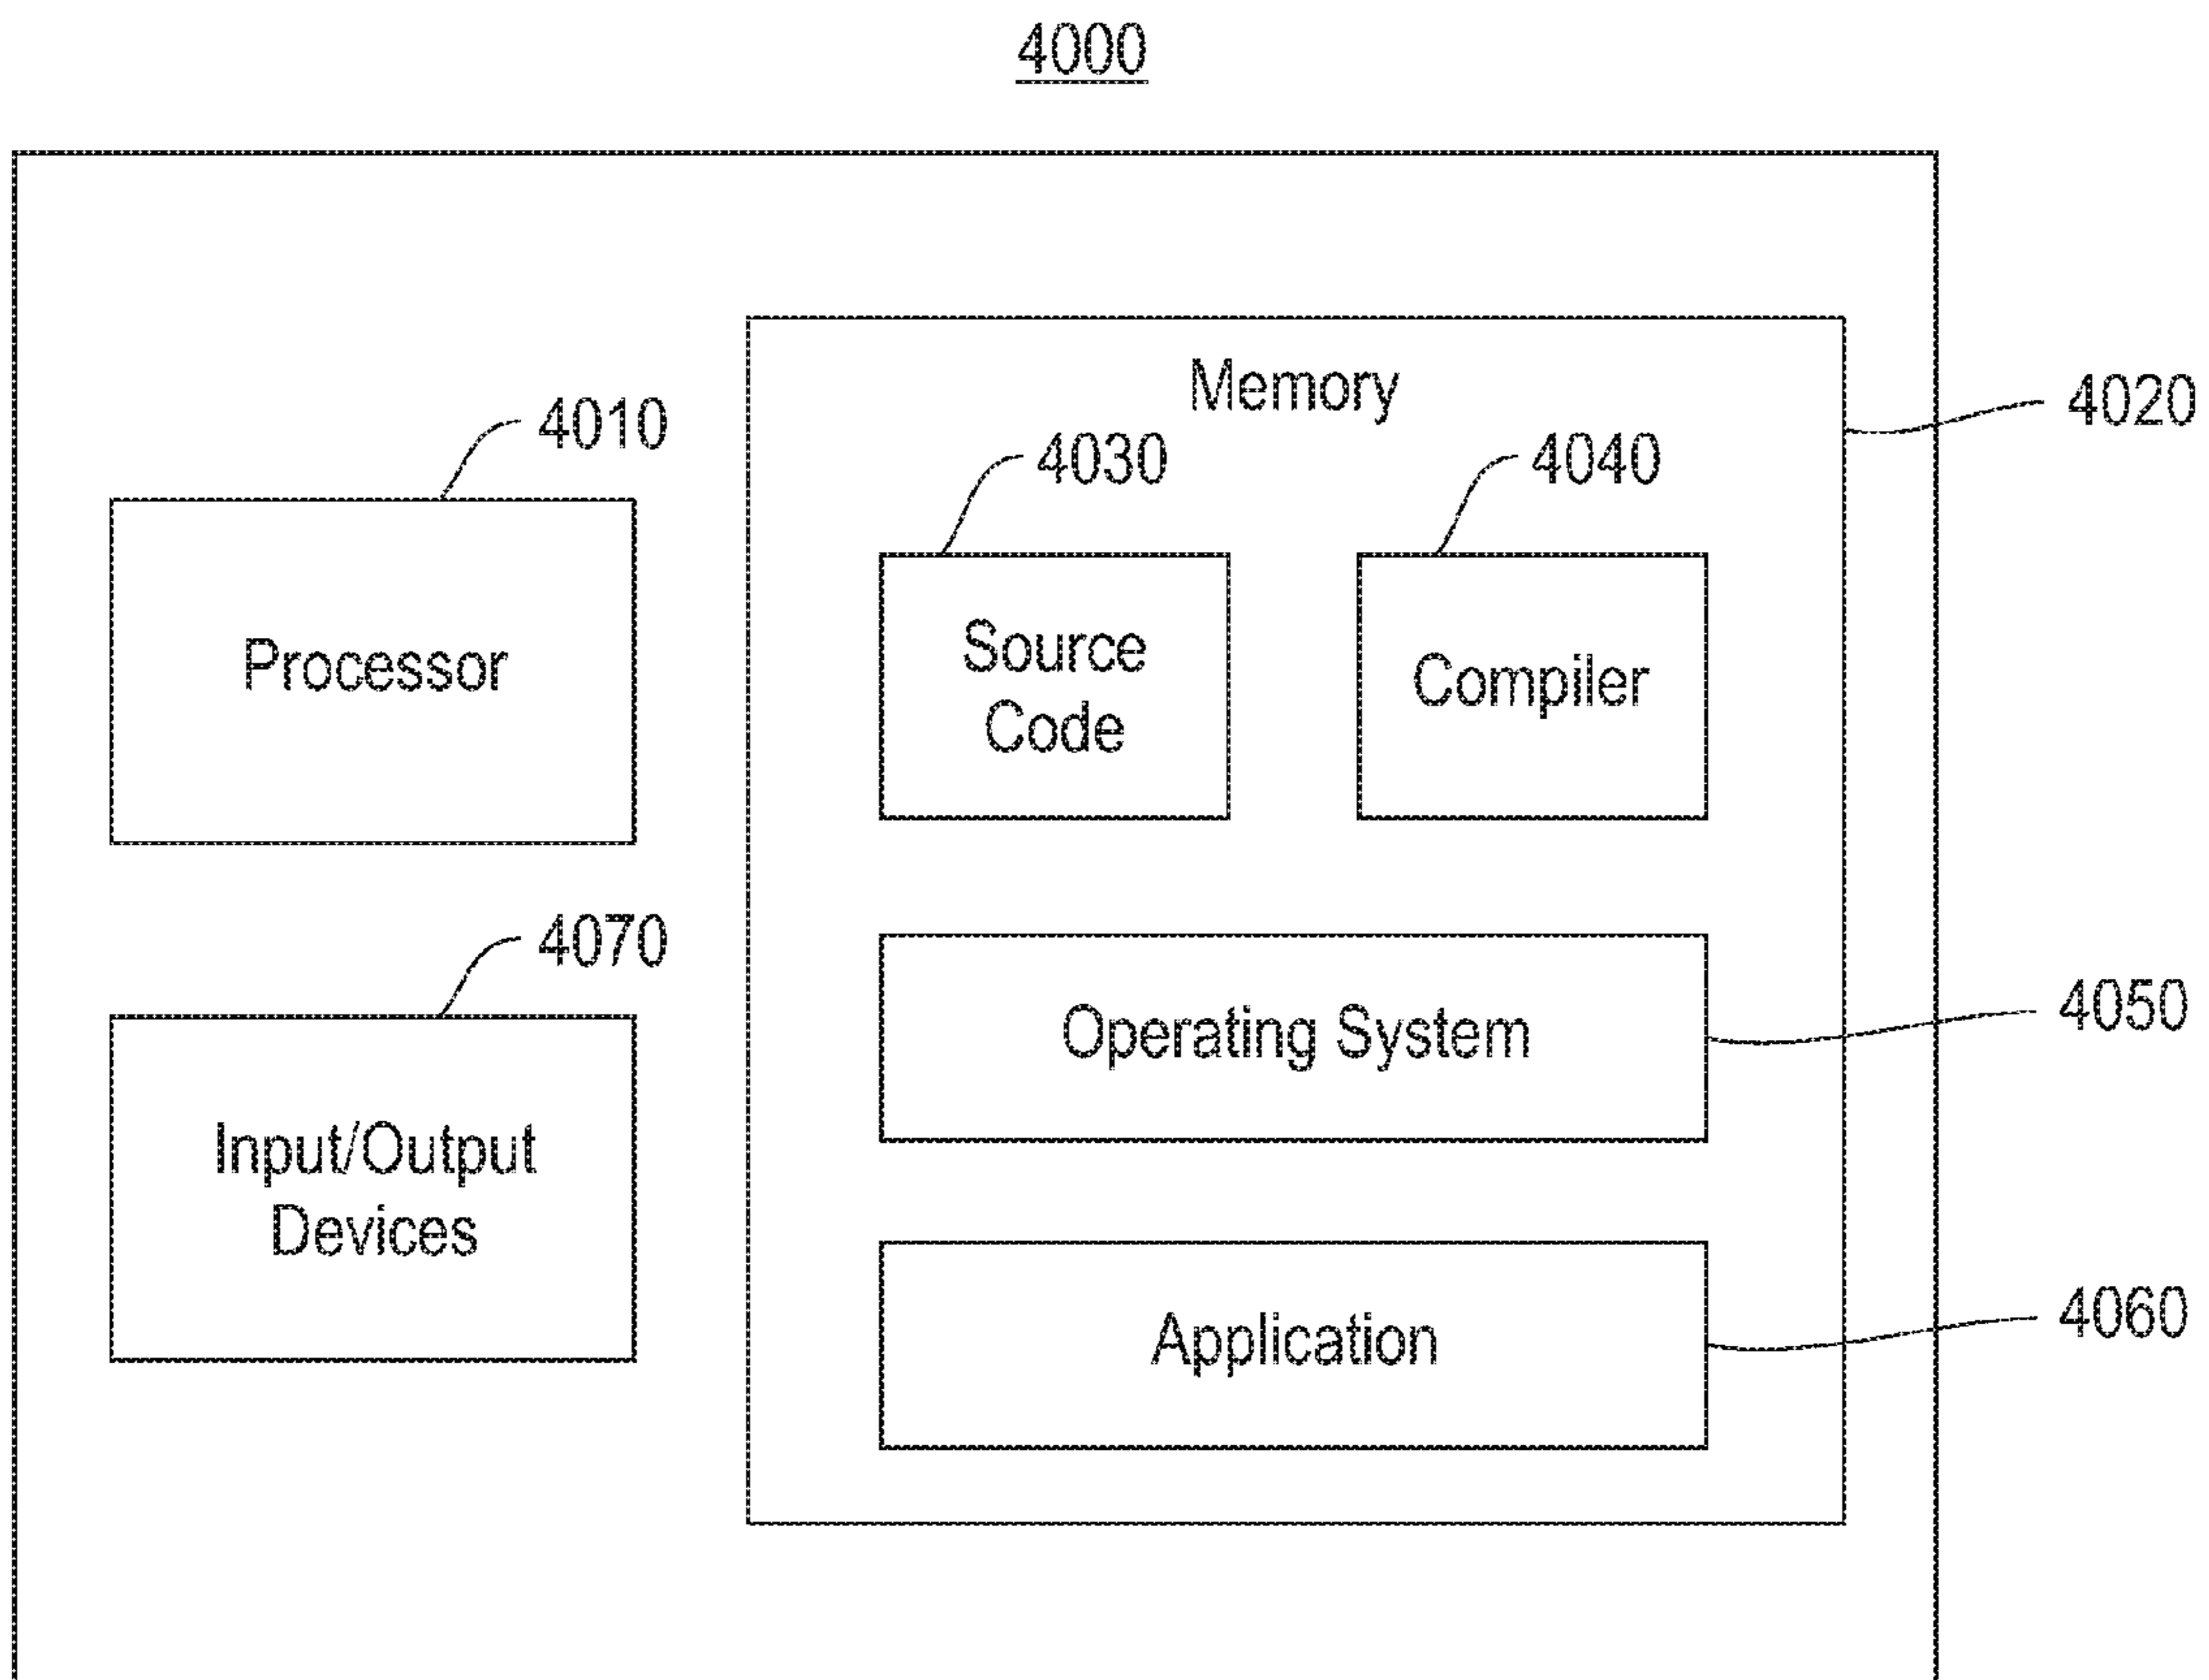 4000
Memory
4020
4010
4030
4040
Processor
Source
Code
Compiler
4070
4050
Operating System
Input/Output
Devices
4060
Application